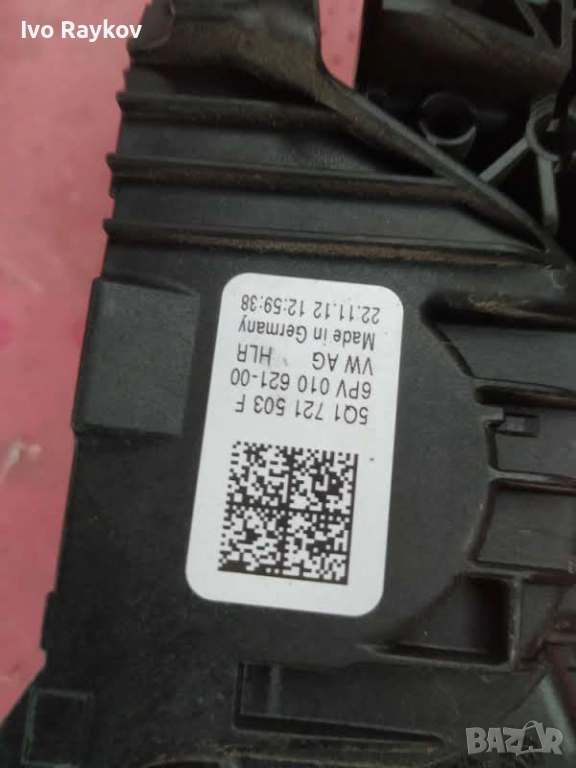 Ivo Raykov
5Q1 721 503 F
6PV 010 621-00
VW AG HLR
Made in Germany
22.11.12 12:59:38
BAZAR